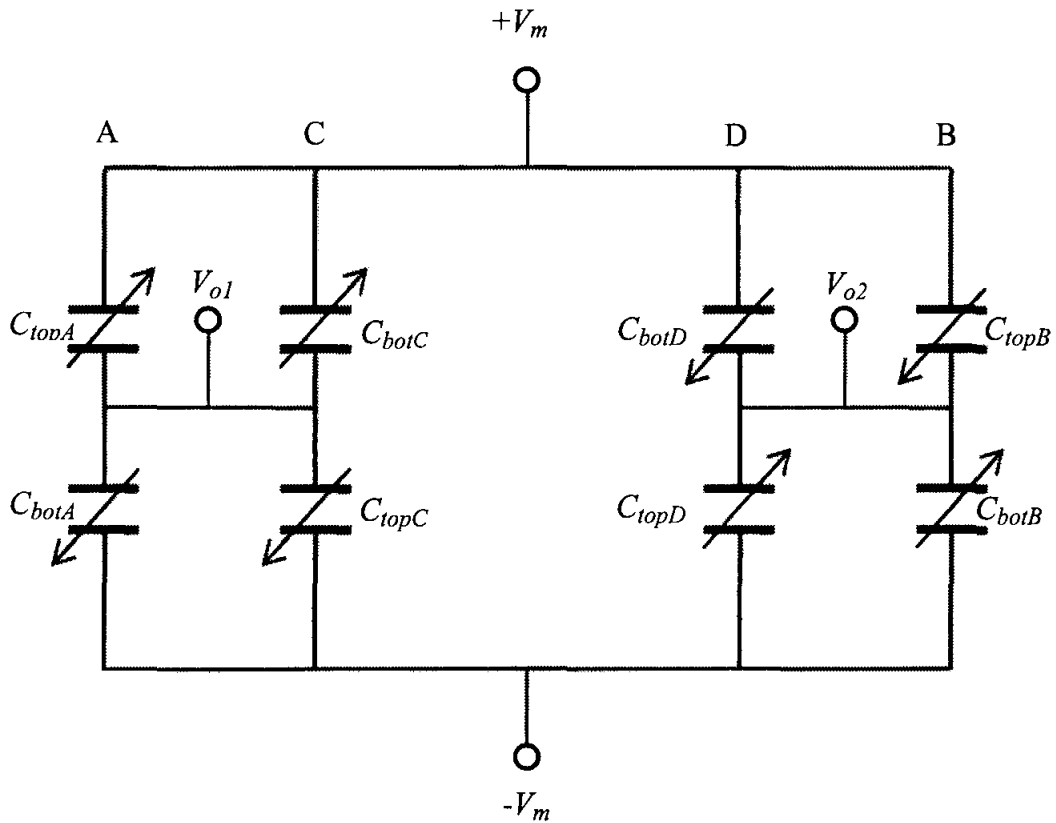 +Vm
A C D B
Vo1 Vo2
CtopA CbotC CbotD CtopB
CbotA CtopC CtopD CbotB
-Vm